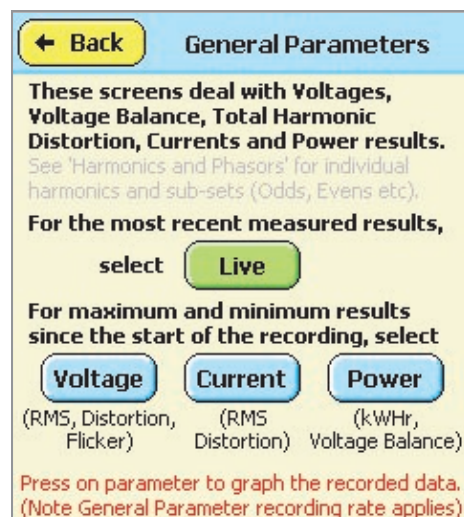 ← Back General Parameters
These screens deal with Voltages,
Voltage Balance, Total Harmonic
Distortion, Currents and Power results.
See 'Harmonics and Phasors' for individual
harmonics and sub-sets (Odds, Evens etc).
For the most recent measured results,
select Live
For maximum and minimum results
since the start of the recording, select
Voltage Current Power
(RMS, Distortion, (RMS (kWHr,
Flicker) Distortion) Voltage Balance)
Press on parameter to graph the recorded data.
(Note General Parameter recording rate applies)